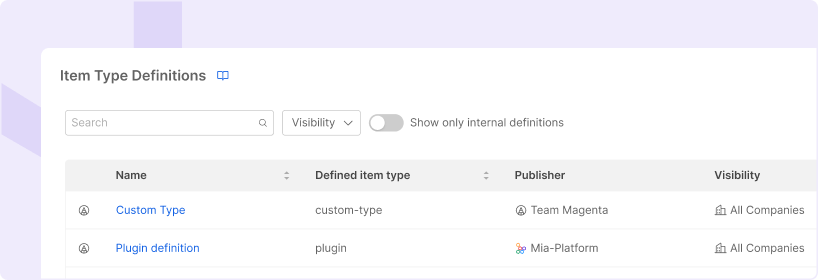 Item Type Definitions
Search Visibility Show only internal definitions
Name Defined item type Publisher Visibility
Custom Type custom-type Team Magenta All Companies
Plugin definition plugin Mia-Platform All Companies